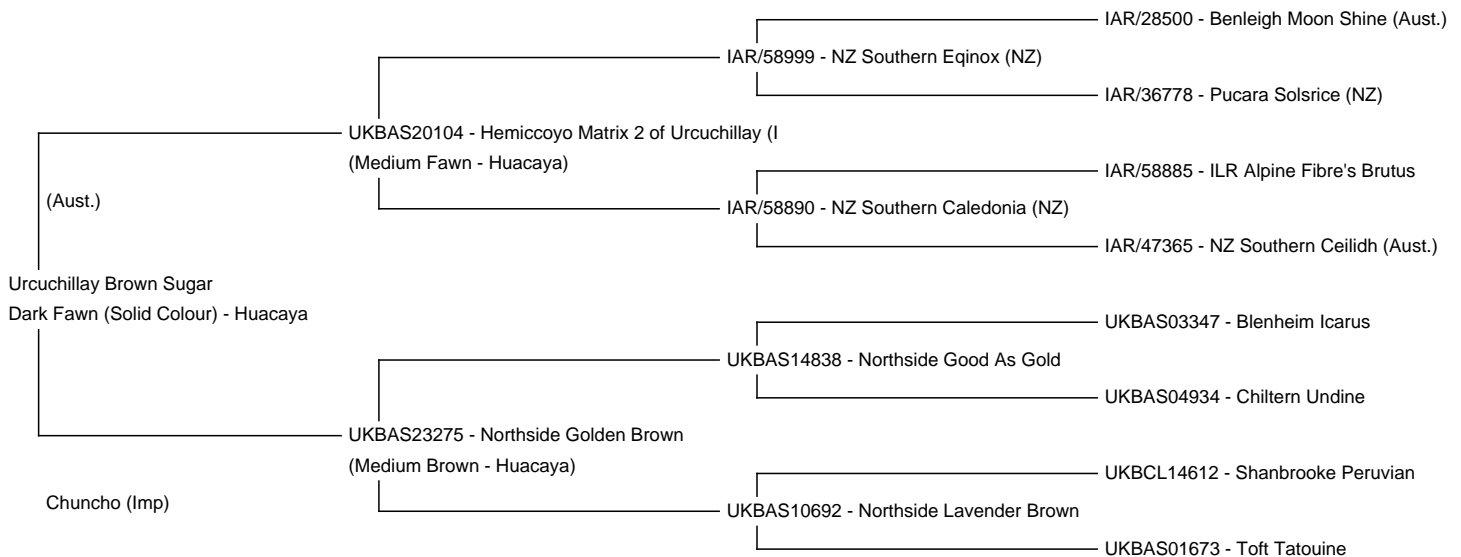 IAR/28500 - Benleigh Moon Shine (Aust.)
IAR/58999 - NZ Southern Eqinox (NZ)
IAR/36778 - Pucara Solsrice (NZ)
UKBAS20104 - Hemiccoyo Matrix 2 of Urcuchillay (I
(Medium Fawn - Huacaya)
IAR/58885 - ILR Alpine Fibre's Brutus
(Aust.)
IAR/58890 - NZ Southern Caledonia (NZ)
IAR/47365 - NZ Southern Ceilidh (Aust.)
Urcuchillay Brown Sugar
Dark Fawn (Solid Colour) - Huacaya
UKBAS03347 - Blenheim Icarus
UKBAS14838 - Northside Good As Gold
UKBAS04934 - Chiltern Undine
UKBAS23275 - Northside Golden Brown
(Medium Brown - Huacaya)
UKBCL14612 - Shanbrooke Peruvian
Chuncho (Imp)
UKBAS10692 - Northside Lavender Brown
UKBAS01673 - Toft Tatouine